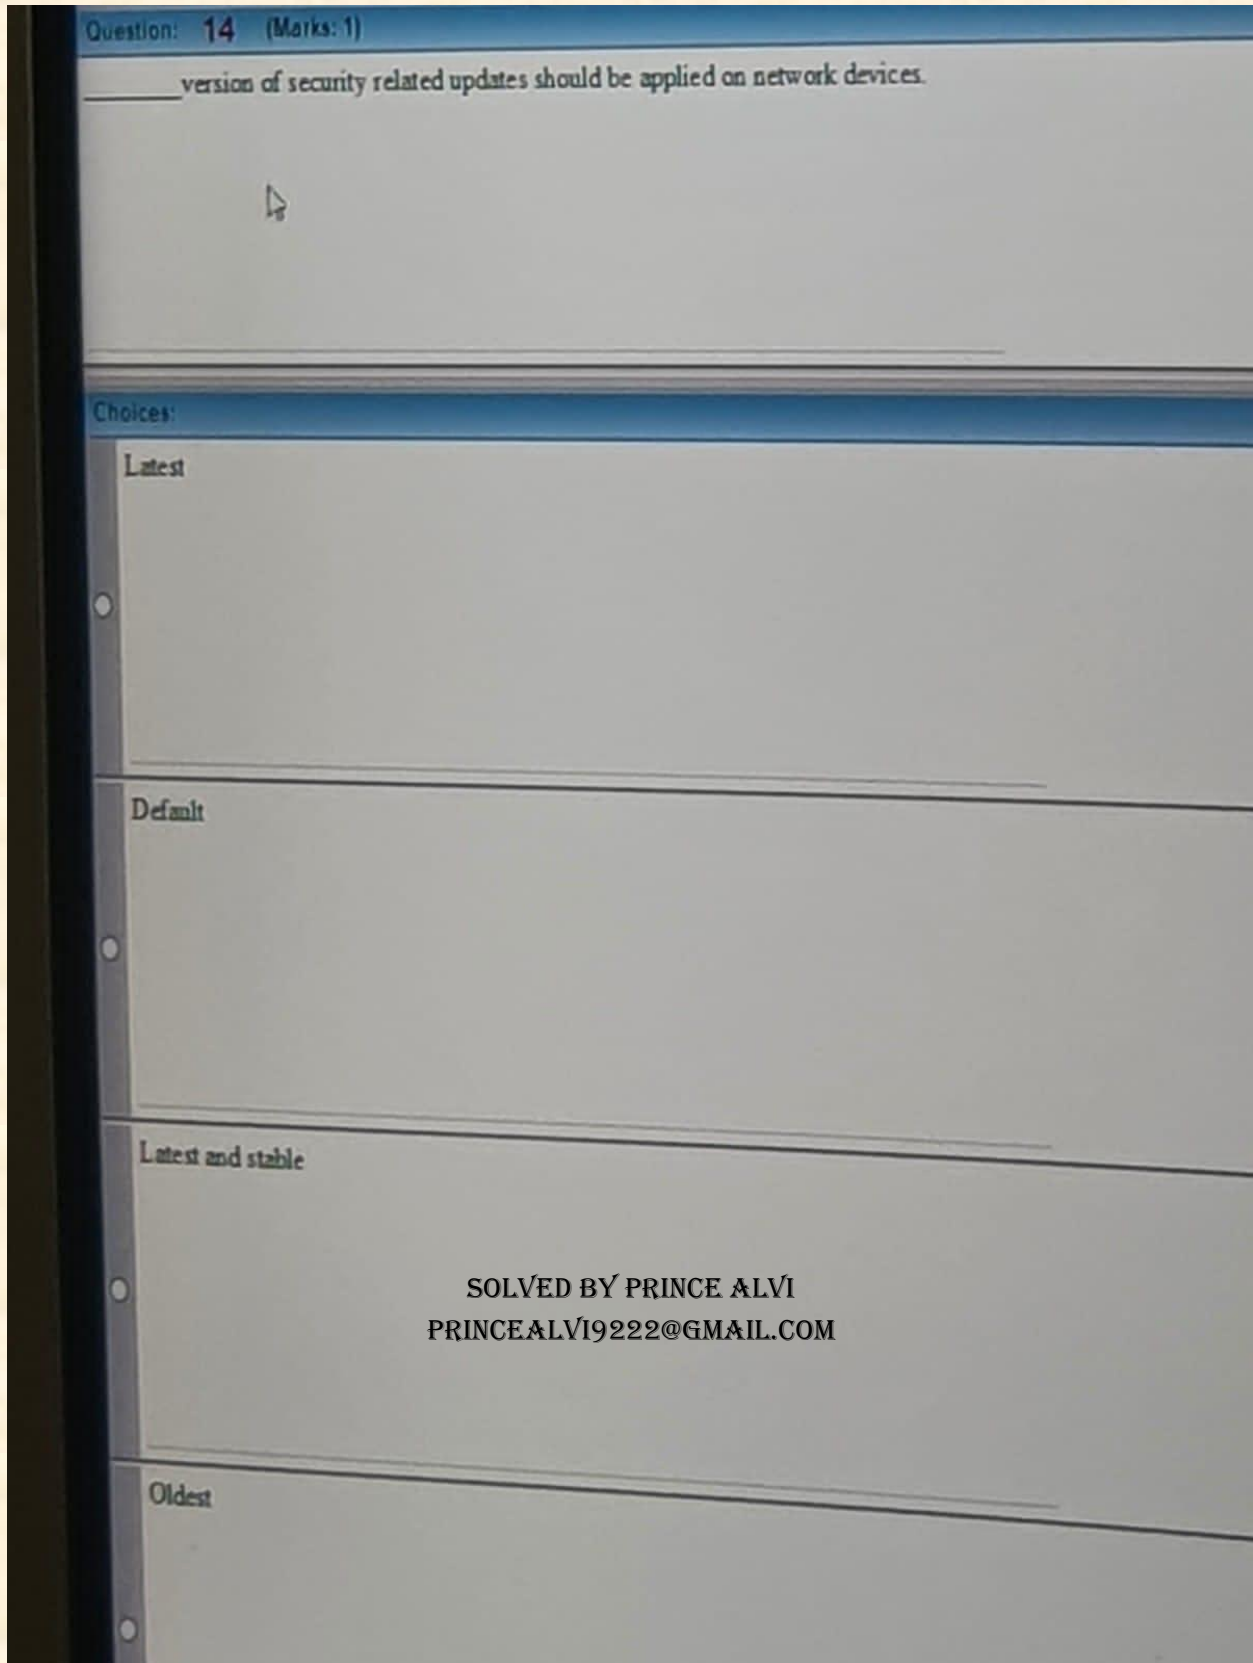 Question: 14 (Marks: 1)
_______version of security related updates should be applied on network devices.
Choices:
Latest
Default
Latest and stable
SOLVED BY PRINCE ALVI
PRINCEALVI9222@GMAIL.COM
Oldest